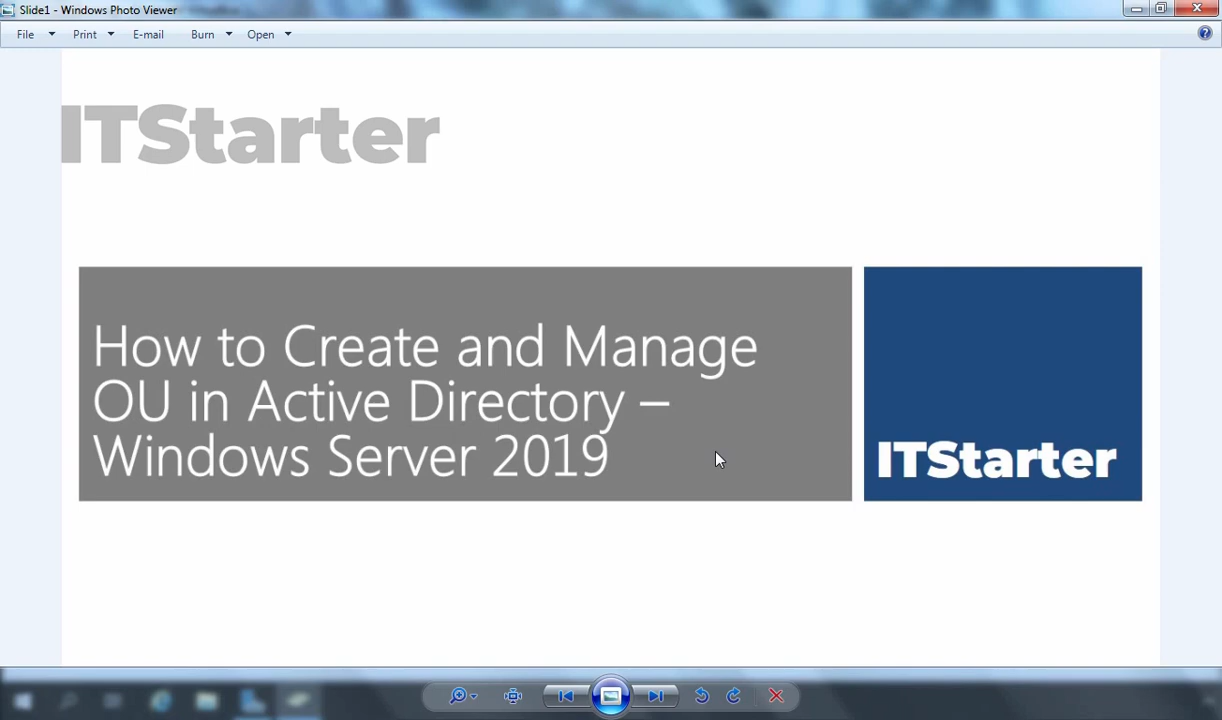 Slide1 - Windows Photo Viewer
File Print E-mail Burn Open
ITStarter
How to Create and Manage
OU in Active Directory –
Windows Server 2019
ITStarter